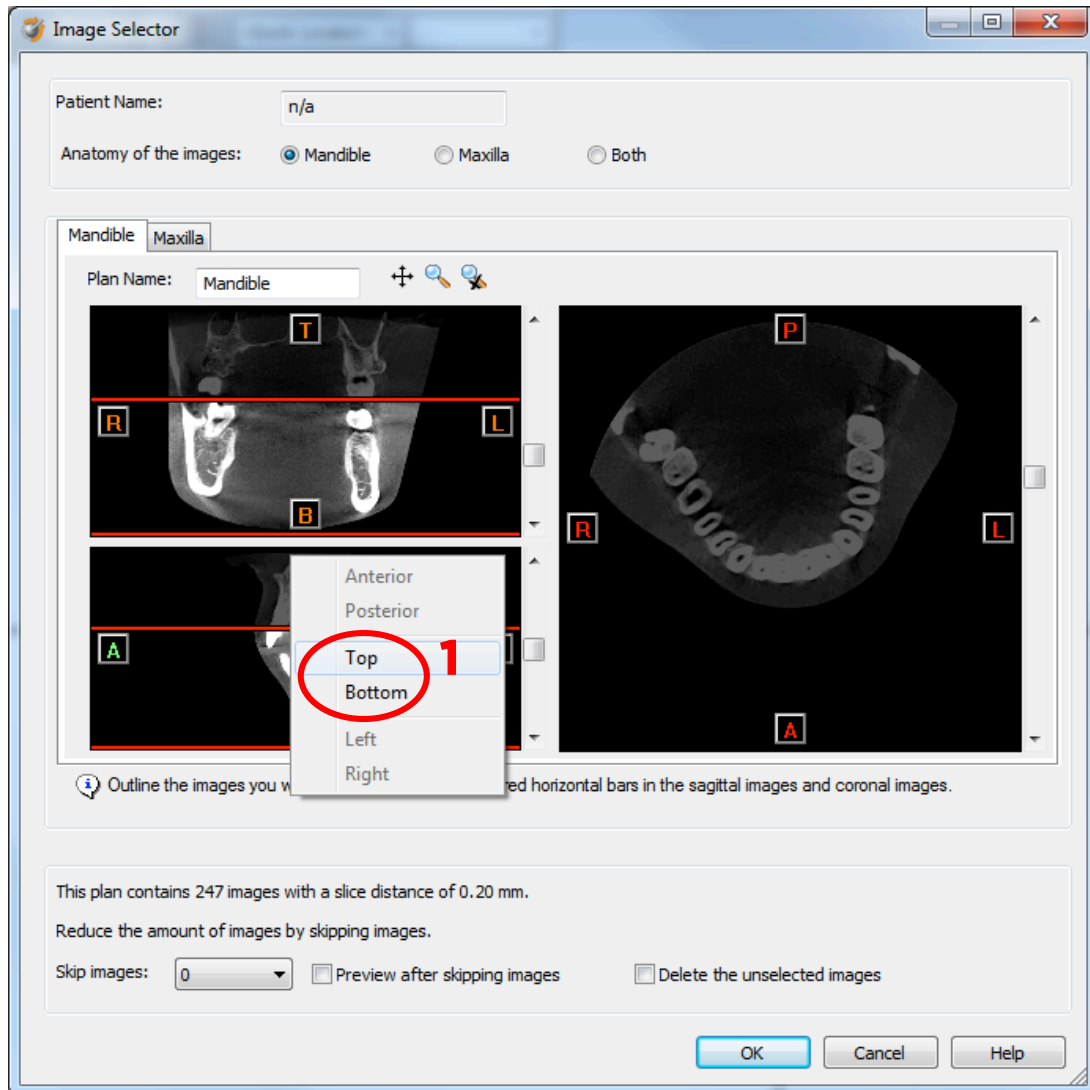 Image Selector
Patient Name: n/a
Anatomy of the images: Mandible Maxilla Both
Mandible Maxilla
Plan Name: Mandible
T
R L
B
P
R L
A
A
Anterior
Posterior
Top 1
Bottom
Left
Right
Outline the images you w red horizontal bars in the sagittal images and coronal images.
This plan contains 247 images with a slice distance of 0.20 mm.
Reduce the amount of images by skipping images.
Skip images: 0 Preview after skipping images Delete the unselected images
OK Cancel Help